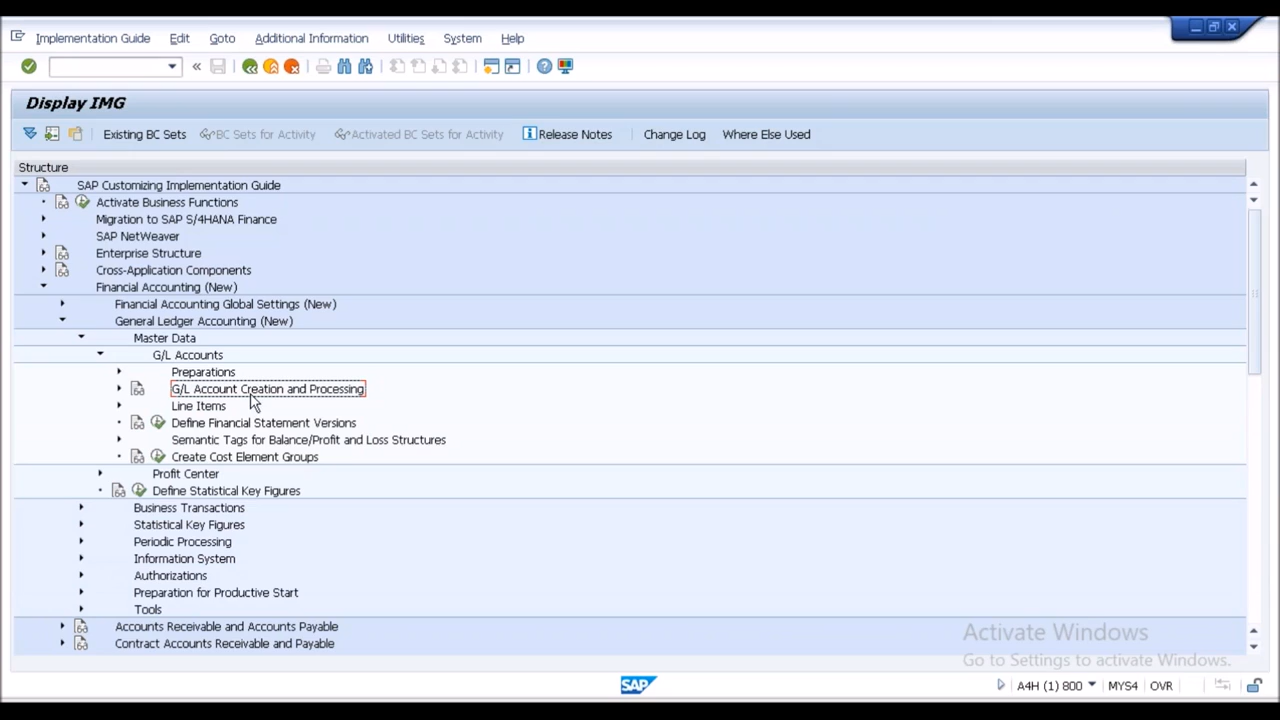 Implementation Guide Edit Goto Additional Information Utilities System Help
Display IMG
Existing BC Sets BC Sets for Activity Activated BC Sets for Activity Release Notes Change Log Where Else Used
Structure
SAP Customizing Implementation Guide
Activate Business Functions
Migration to SAP S/4HANA Finance
SAP NetWeaver
Enterprise Structure
Cross-Application Components
Financial Accounting (New)
Financial Accounting Global Settings (New)
General Ledger Accounting (New)
Master Data
G/L Accounts
Preparations
G/L Account Creation and Processing
Line Items
Define Financial Statement Versions
Semantic Tags for Balance/Profit and Loss Structures
Create Cost Element Groups
Profit Center
Define Statistical Key Figures
Business Transactions
Statistical Key Figures
Periodic Processing
Information System
Authorizations
Preparation for Productive Start
Tools
Accounts Receivable and Accounts Payable
Contract Accounts Receivable and Payable
Activate Windows
Go to Settings to activate Windows.
SAP A4H (1) 800 MYS4 OVR